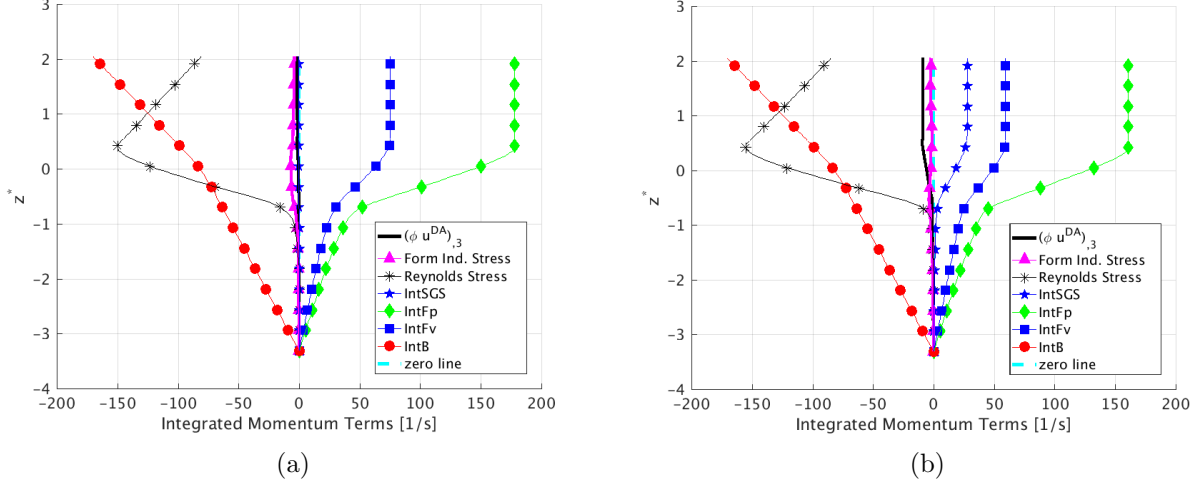 3
2
1
0
−1
−2
−3
−4
z*
−200 −150 −100 −50 0 50 100 150 200
Integrated Momentum Terms [1/s]
(ϕ u^DA),3
Form Ind. Stress
Reynolds Stress
IntSGS
IntFp
IntFv
IntB
zero line
(a)
3
2
1
0
−1
−2
−3
−4
z*
−200 −150 −100 −50 0 50 100 150 200
Integrated Momentum Terms [1/s]
(ϕ u^DA),3
Form Ind. Stress
Reynolds Stress
IntSGS
IntFp
IntFv
IntB
zero line
(b)